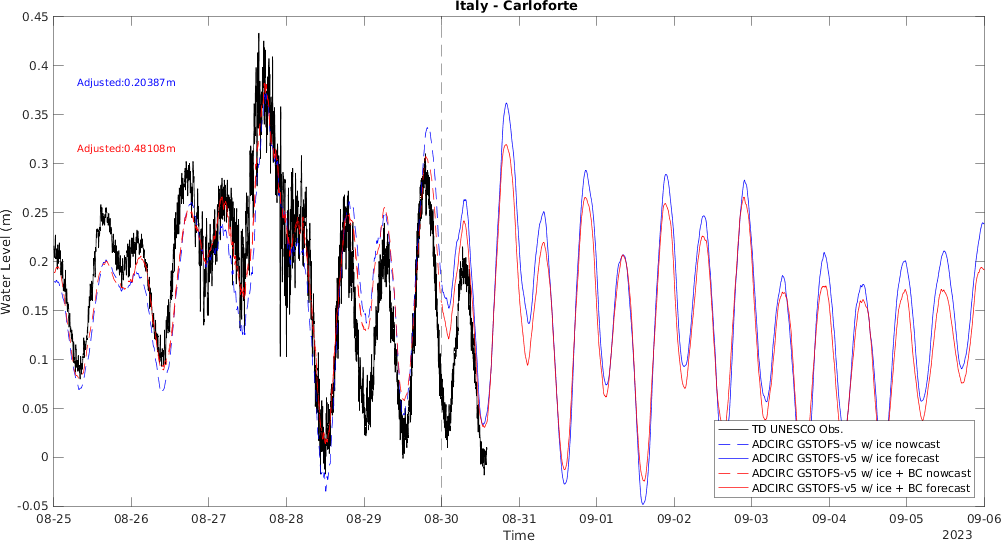 Italy - Carloforte
0.45
0.4
0.35
0.3
0.25
0.2
0.15
0.1
0.05
0
-0.05
Water Level (m)
Adjusted:0.20387m
Adjusted:0.48108m
TD UNESCO Obs.
ADCIRC GSTOFS-v5 w/ ice nowcast
ADCIRC GSTOFS-v5 w/ ice forecast
ADCIRC GSTOFS-v5 w/ ice + BC nowcast
ADCIRC GSTOFS-v5 w/ ice + BC forecast
08-25 08-26 08-27 08-28 08-29 08-30 08-31 09-01 09-02 09-03 09-04 09-05 09-06
Time
2023